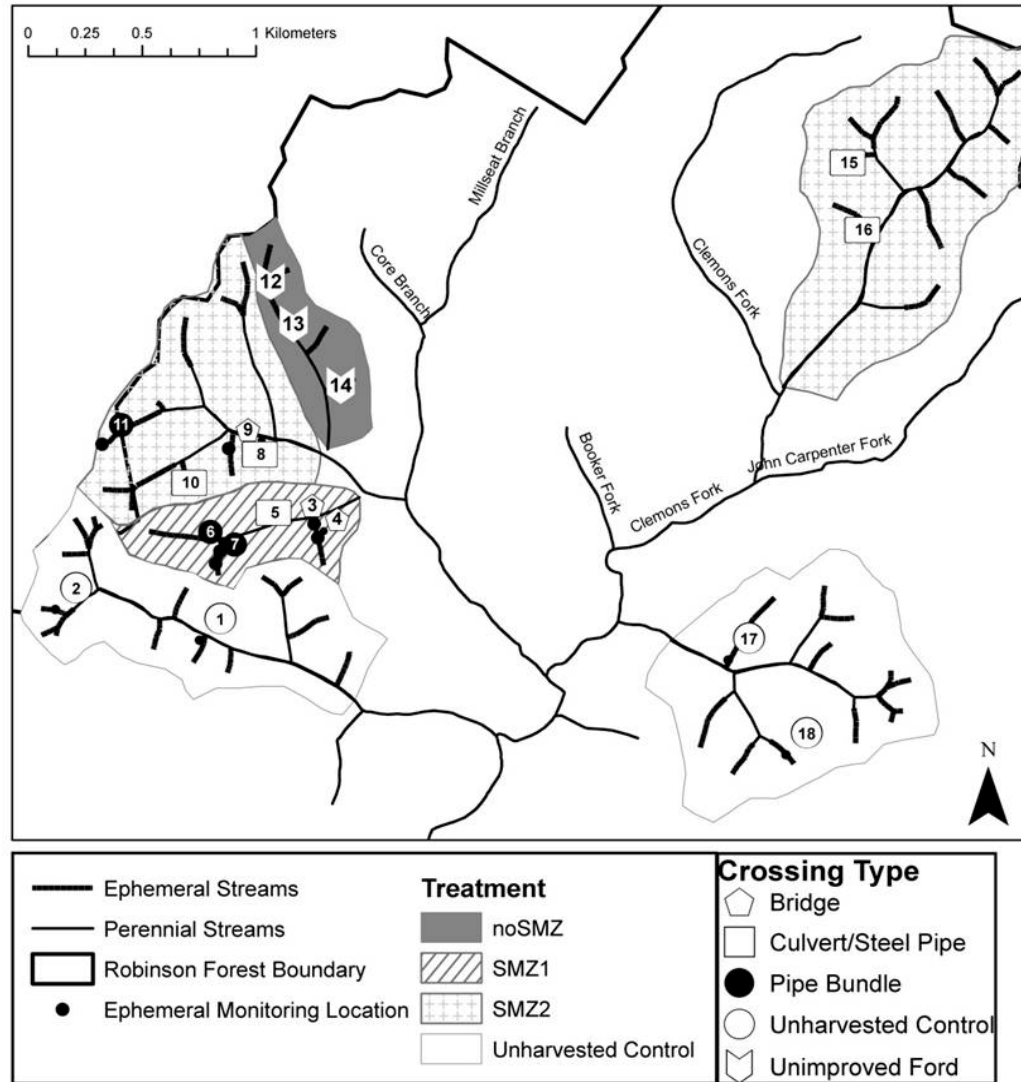 0 0.25 0.5 1 Kilometers
Millseat Branch
Core Branch
Clemons Fork
15
16
12
13
14
11
9
8
10
Booker Fork
John Carpenter Fork
Clemons Fork
5
3
4
6
7
2
1
17
18
N
Ephemeral Streams
Perennial Streams
Robinson Forest Boundary
Ephemeral Monitoring Location
Treatment
noSMZ
SMZ1
SMZ2
Unharvested Control
Crossing Type
Bridge
Culvert/Steel Pipe
Pipe Bundle
Unharvested Control
Unimproved Ford